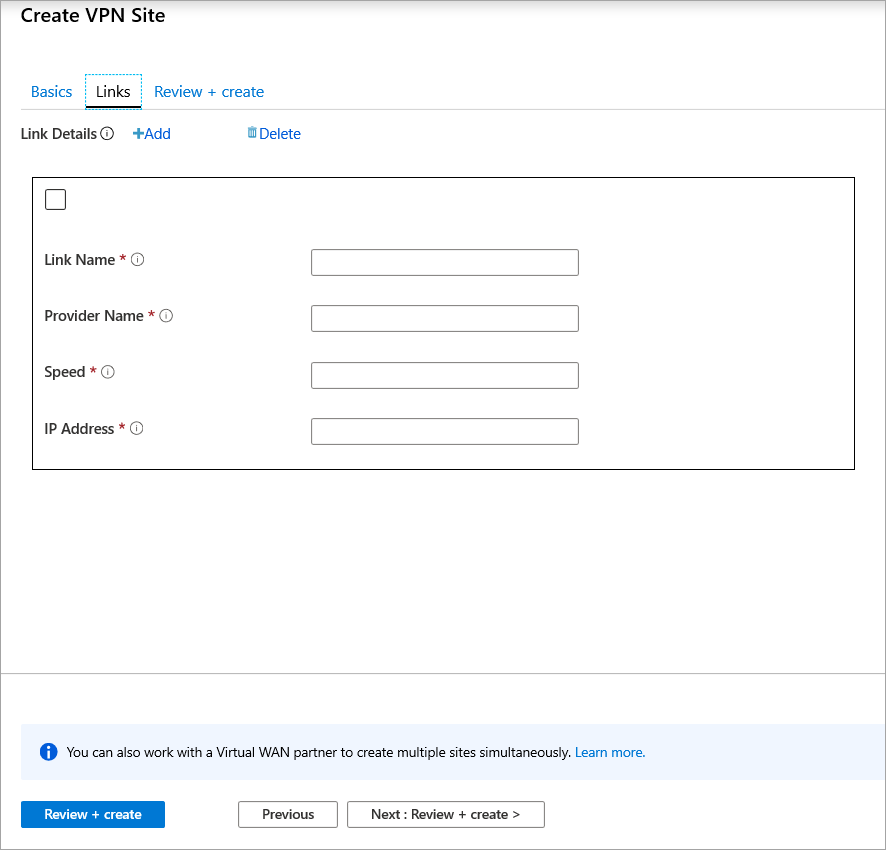 Create VPN Site
Basics Links Review + create
Link Details +Add Delete
Link Name *
Provider Name *
Speed *
IP Address *
You can also work with a Virtual WAN partner to create multiple sites simultaneously. Learn more.
Review + create Previous Next : Review + create >